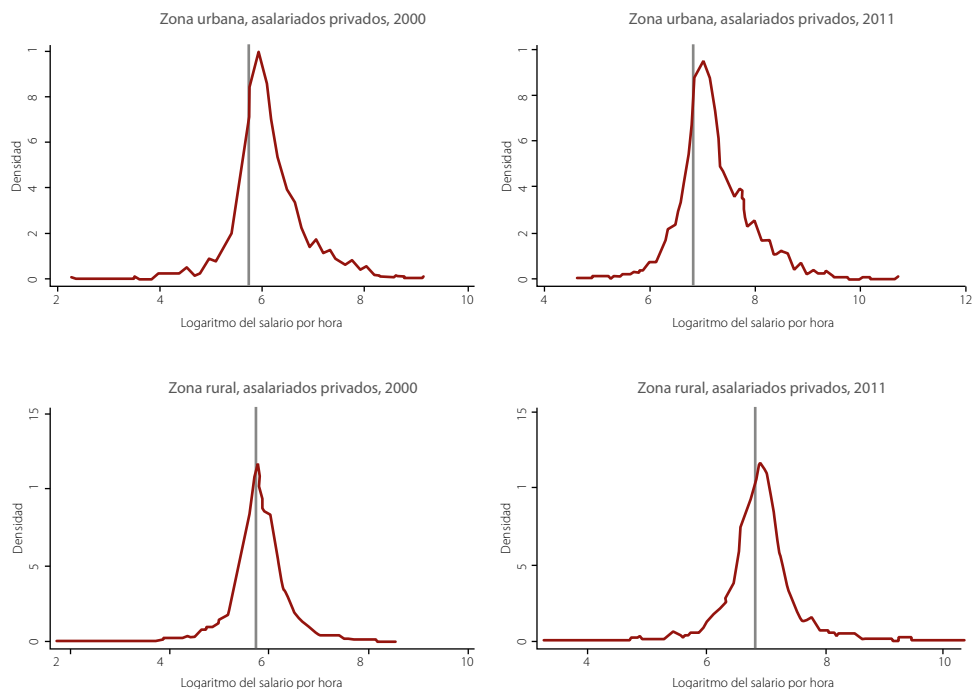 Zona urbana, asalariados privados, 2000
1
8
6
4
2
0
Densidad
2 4 6 8 10
Logaritmo del salario por hora
Zona urbana, asalariados privados, 2011
1
8
6
4
2
0
Densidad
4 6 8 10 12
Logaritmo del salario por hora
Zona rural, asalariados privados, 2000
15
1
5
0
Densidad
2 4 6 8 10
Logaritmo del salario por hora
Zona rural, asalariados privados, 2011
15
1
5
0
Densidad
4 6 8 10
Logaritmo del salario por hora